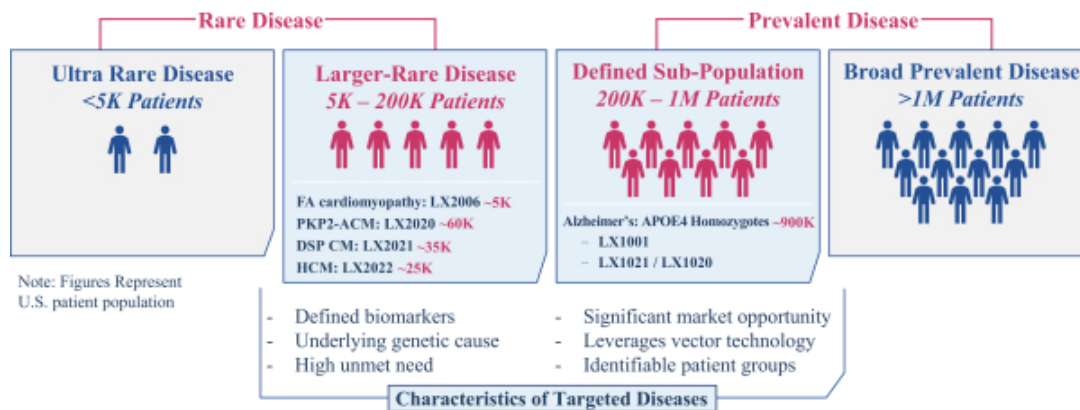 Rare Disease
Prevalent Disease
Ultra Rare Disease
<5K Patients
Larger-Rare Disease
5K – 200K Patients
FA cardiomyopathy: LX2006 ~5K
PKP2-ACM: LX2020 ~60K
DSP CM: LX2021 ~35K
HCM: LX2022 ~25K
Defined Sub-Population
200K – 1M Patients
Alzheimer's: APOE4 Homozygotes ~900K
– LX1001
– LX1021 / LX1020
Broad Prevalent Disease
>1M Patients
Note: Figures Represent
U.S. patient population
- Defined biomarkers
- Underlying genetic cause
- High unmet need
- Significant market opportunity
- Leverages vector technology
- Identifiable patient groups
Characteristics of Targeted Diseases